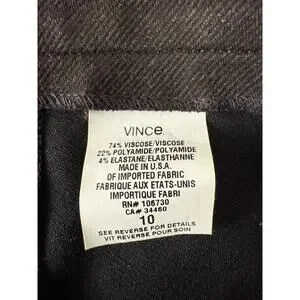 VINCE
74% VISCOSE/VISCOSE
22% POLYAMIDE/POLYAMIDE
4% ELASTANE/ELASTHANNE
MADE IN U.S.A.
OF IMPORTED FABRIC
FABRIQUE AUX ETATS-UNIS
IMPORTIQUE FABRI
RN# 106730
CA# 34460
10
SEE REVERSE FOR DETAILS
VIT REVERSE POUR SOIN